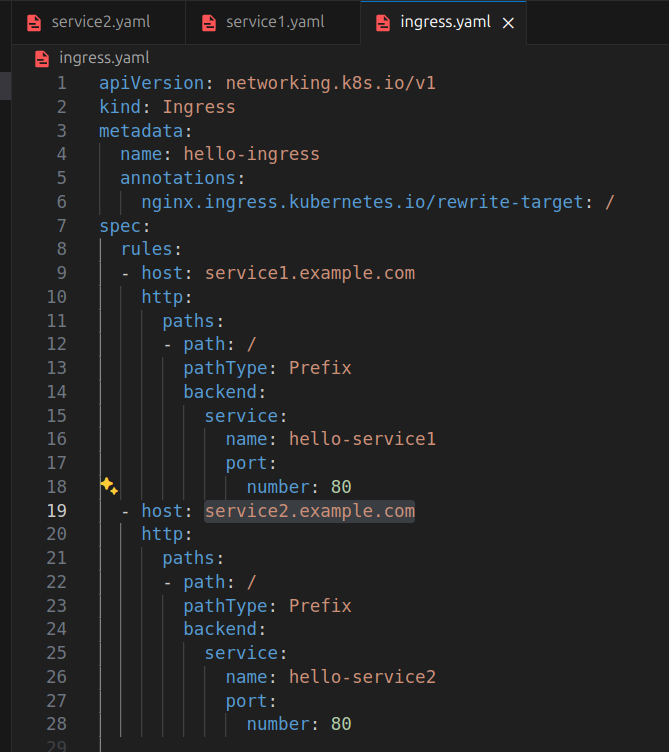 service2.yaml service1.yaml ingress.yaml ×
ingress.yaml
1 apiVersion: networking.k8s.io/v1
2 kind: Ingress
3 metadata:
4   name: hello-ingress
5   annotations:
6     nginx.ingress.kubernetes.io/rewrite-target: /
7 spec:
8   rules:
9   - host: service1.example.com
10     http:
11       paths:
12       - path: /
13         pathType: Prefix
14         backend:
15           service:
16             name: hello-service1
17             port:
18               number: 80
19   - host: service2.example.com
20     http:
21       paths:
22       - path: /
23         pathType: Prefix
24         backend:
25           service:
26             name: hello-service2
27             port:
28               number: 80
29